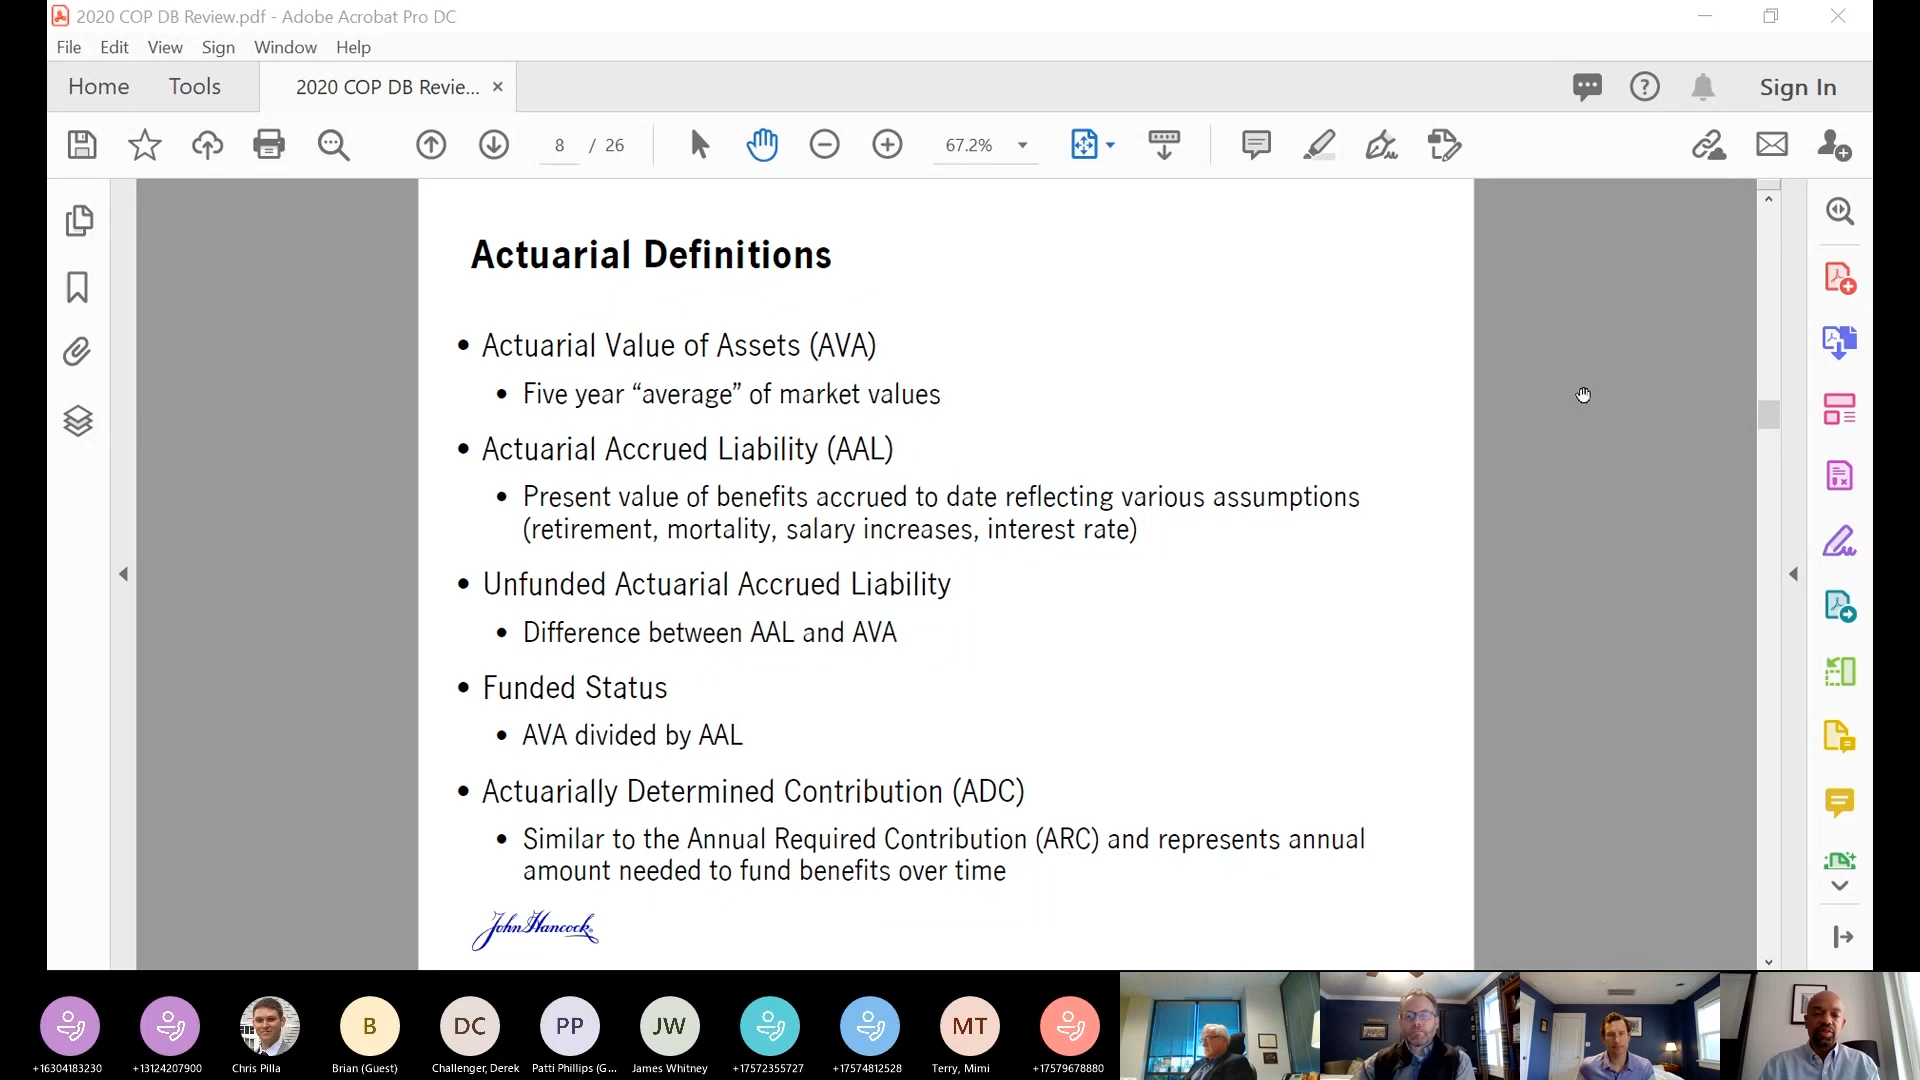 2020 COP DB Review.pdf - Adobe Acrobat Pro DC
File Edit View Sign Window Help
Home Tools 2020 COP DB Revie... × Sign In
8 / 26 67.2%
Actuarial Definitions
• Actuarial Value of Assets (AVA)
• Five year “average” of market values
• Actuarial Accrued Liability (AAL)
• Present value of benefits accrued to date reflecting various assumptions
(retirement, mortality, salary increases, interest rate)
• Unfunded Actuarial Accrued Liability
• Difference between AAL and AVA
• Funded Status
• AVA divided by AAL
• Actuarially Determined Contribution (ADC)
• Similar to the Annual Required Contribution (ARC) and represents annual
amount needed to fund benefits over time
John Hancock
B DC PP JW MT
+16304183230 +13124207900 Chris Pilla Brian (Guest) Challenger, Derek Patti Phillips (G... James Whitney +17572355727 +17574812528 Terry, Mimi +17579678880